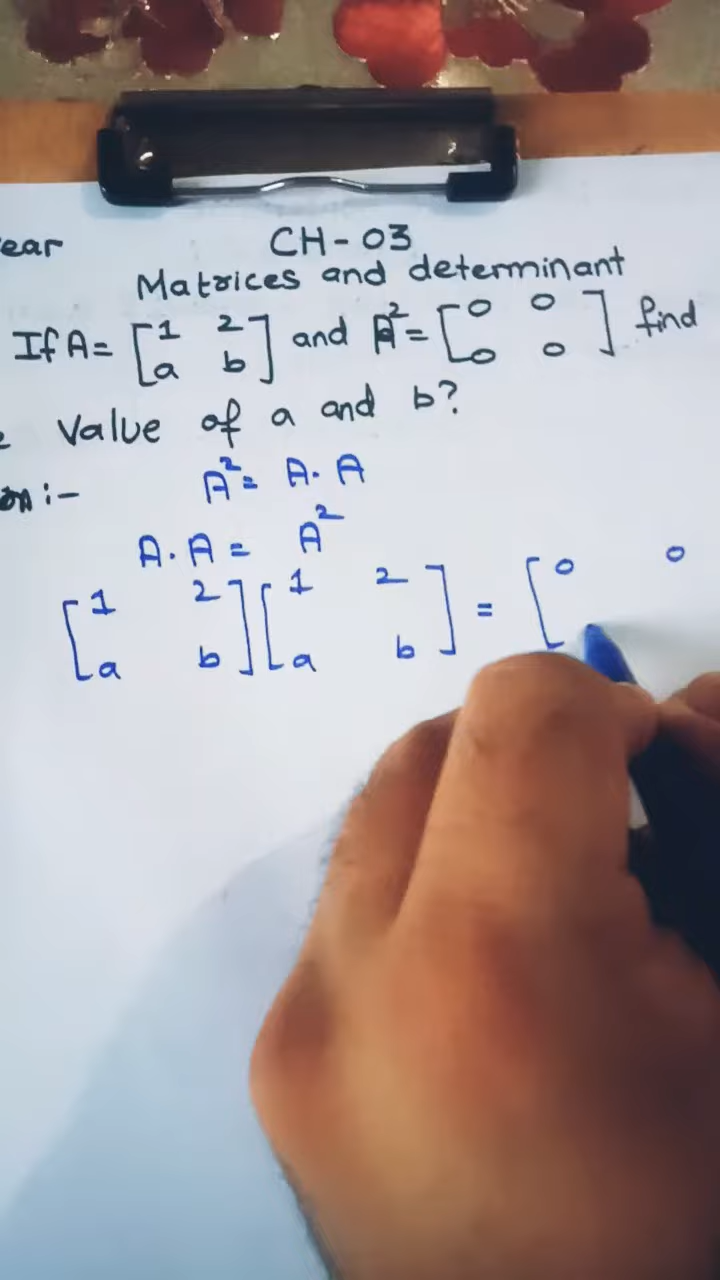 ear CH-03
Matrices and determinant
If A = [1 2 a b] and A² = [0 0 0 0] find
Value of a and b?
:-
A² = A. A
A. A = A²
[1 2 a b] [1 2 a b] = [0 0